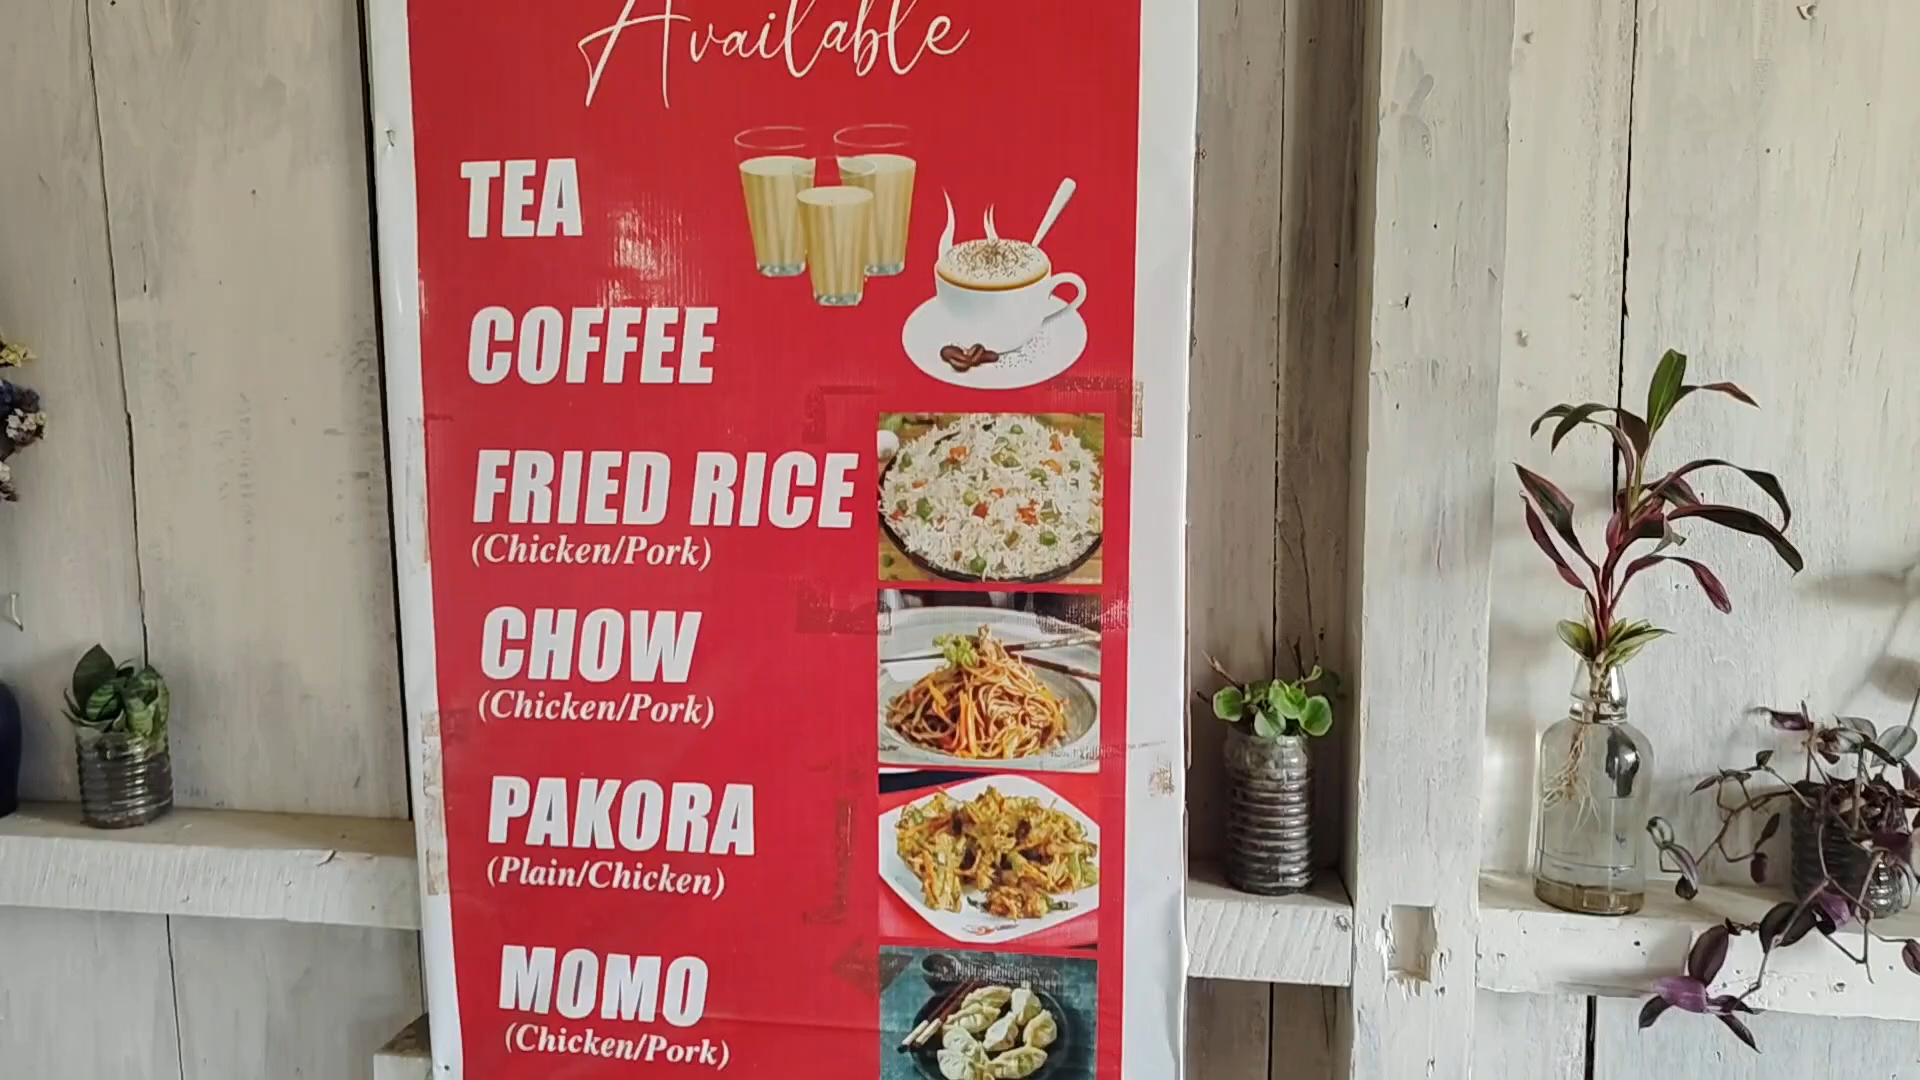 Available
TEA
COFFEE
FRIED RICE
(Chicken/Pork)
CHOW
(Chicken/Pork)
PAKORA
(Plain/Chicken)
MOMO
(Chicken/Pork)